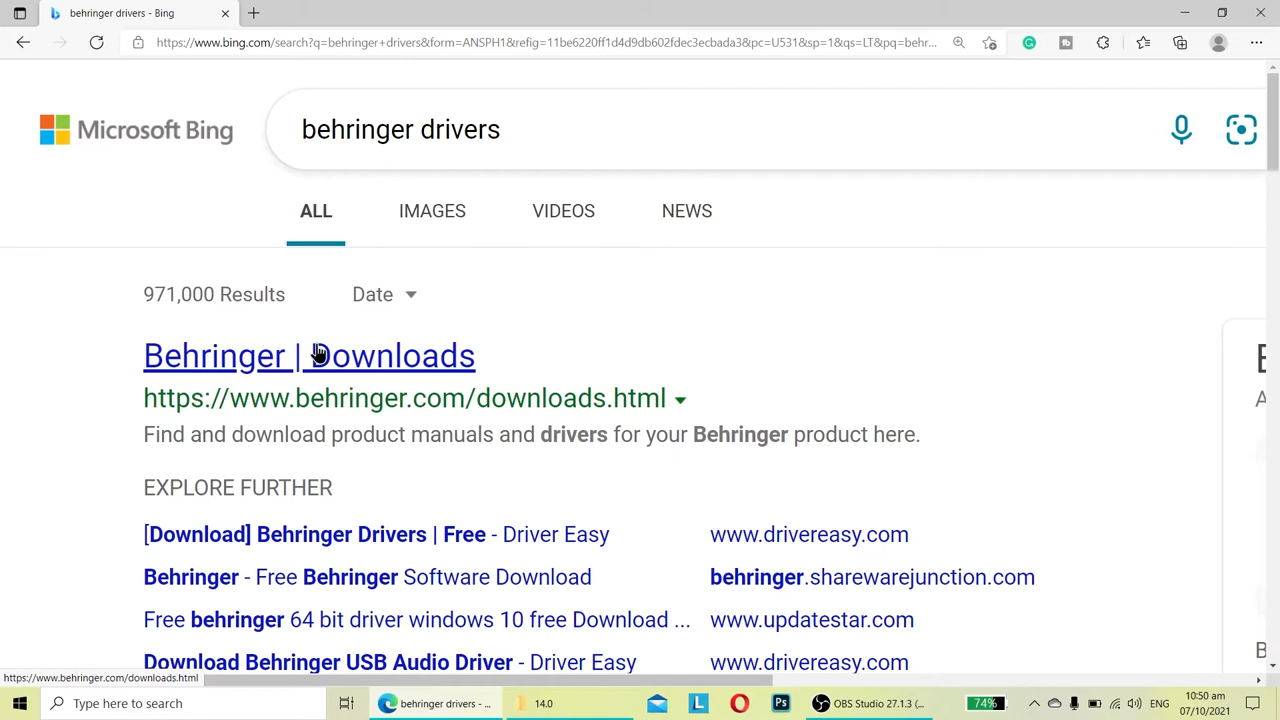 behringer drivers - Bing
https://www.bing.com/search?q=behringer+drivers&form=ANSPH1&refig=11be6220ff1d4d9db602fdec3ecbada3&pc=U531&sp=1&qs=LT&pq=behr...
Microsoft Bing
behringer drivers
ALL IMAGES VIDEOS NEWS
971,000 Results Date
Behringer | Downloads
https://www.behringer.com/downloads.html
Find and download product manuals and drivers for your Behringer product here.
EXPLORE FURTHER
[Download] Behringer Drivers | Free - Driver Easy www.drivereasy.com
Behringer - Free Behringer Software Download behringer.sharewarejunction.com
Free behringer 64 bit driver windows 10 free Download ... www.updatestar.com
Download Behringer USB Audio Driver - Driver Easy www.drivereasy.com
https://www.behringer.com/downloads.html
Type here to search
behringer drivers - ...
14.0
L
Ps
OBS Studio 27.1.3 (...
74%
ENG
10:50 am
07/10/2021